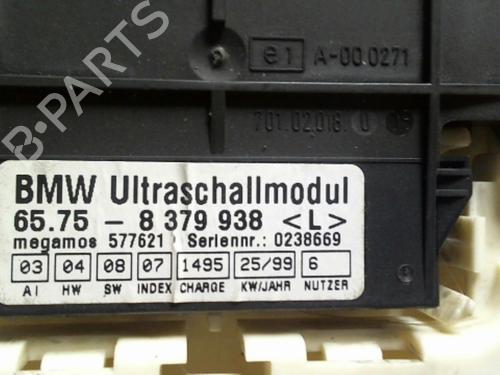 B-PARTS
e1 A-00.0271
701.02.018.0
BMW Ultraschallmodul
65.75 - 8 379 938 <L>
megamos 577621 Seriennr.: 0238669
03 04 08 07 1495 25/99 6
AI HW SW INDEX CHARGE KW/JAHR NUTZER